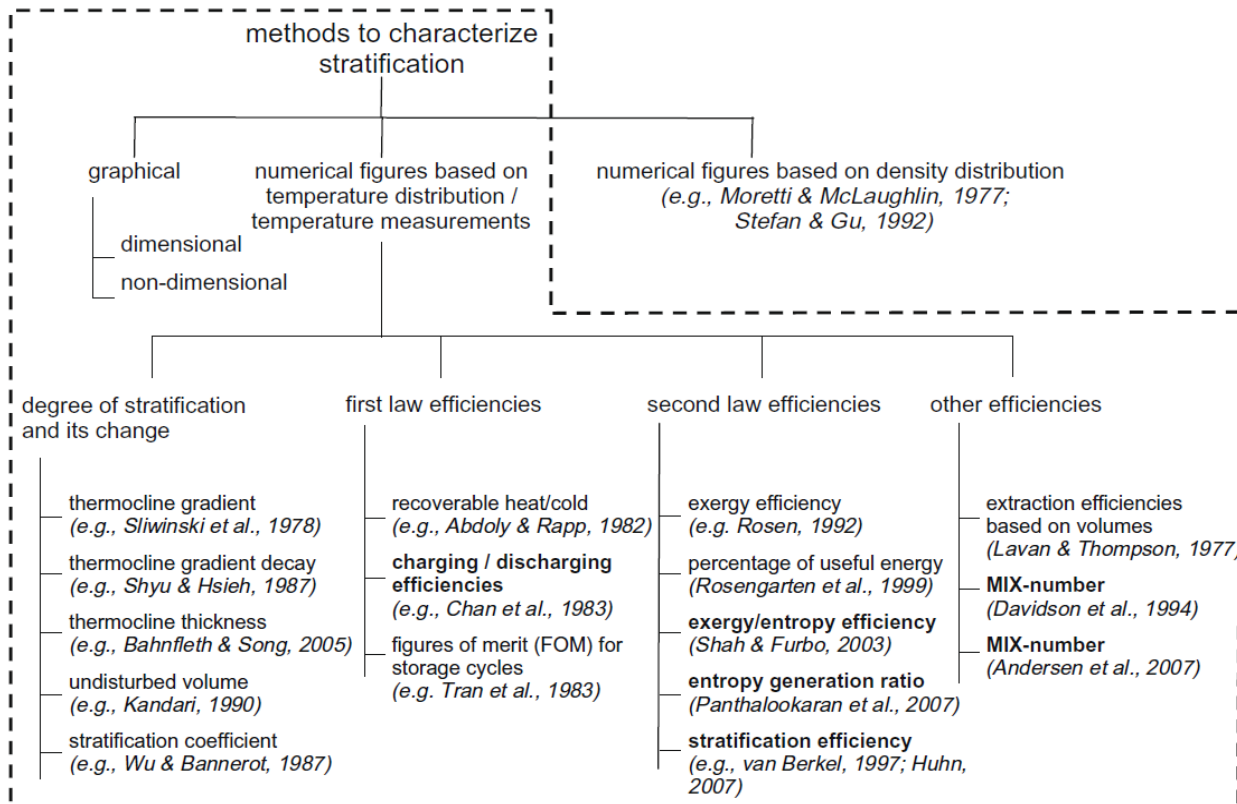 methods to characterize
stratification
graphical
dimensional
non-dimensional
numerical figures based on
temperature distribution /
temperature measurements
numerical figures based on density distribution
(e.g., Moretti & McLaughlin, 1977;
Stefan & Gu, 1992)
degree of stratification
and its change
thermocline gradient
(e.g., Sliwinski et al., 1978)
thermocline gradient decay
(e.g., Shyu & Hsieh, 1987)
thermocline thickness
(e.g., Bahnfleth & Song, 2005)
undisturbed volume
(e.g., Kandari, 1990)
stratification coefficient
(e.g., Wu & Bannerot, 1987)
first law efficiencies
recoverable heat/cold
(e.g., Abdoly & Rapp, 1982)
charging / discharging
efficiencies
(e.g., Chan et al., 1983)
figures of merit (FOM) for
storage cycles
(e.g. Tran et al., 1983)
second law efficiencies
exergy efficiency
(e.g. Rosen, 1992)
percentage of useful energy
(Rosengarten et al., 1999)
exergy/entropy efficiency
(Shah & Furbo, 2003)
entropy generation ratio
(Panthalookaran et al., 2007)
stratification efficiency
(e.g., van Berkel, 1997; Huhn,
2007)
other efficiencies
extraction efficiencies
based on volumes
(Lavan & Thompson, 1977)
MIX-number
(Davidson et al., 1994)
MIX-number
(Andersen et al., 2007)